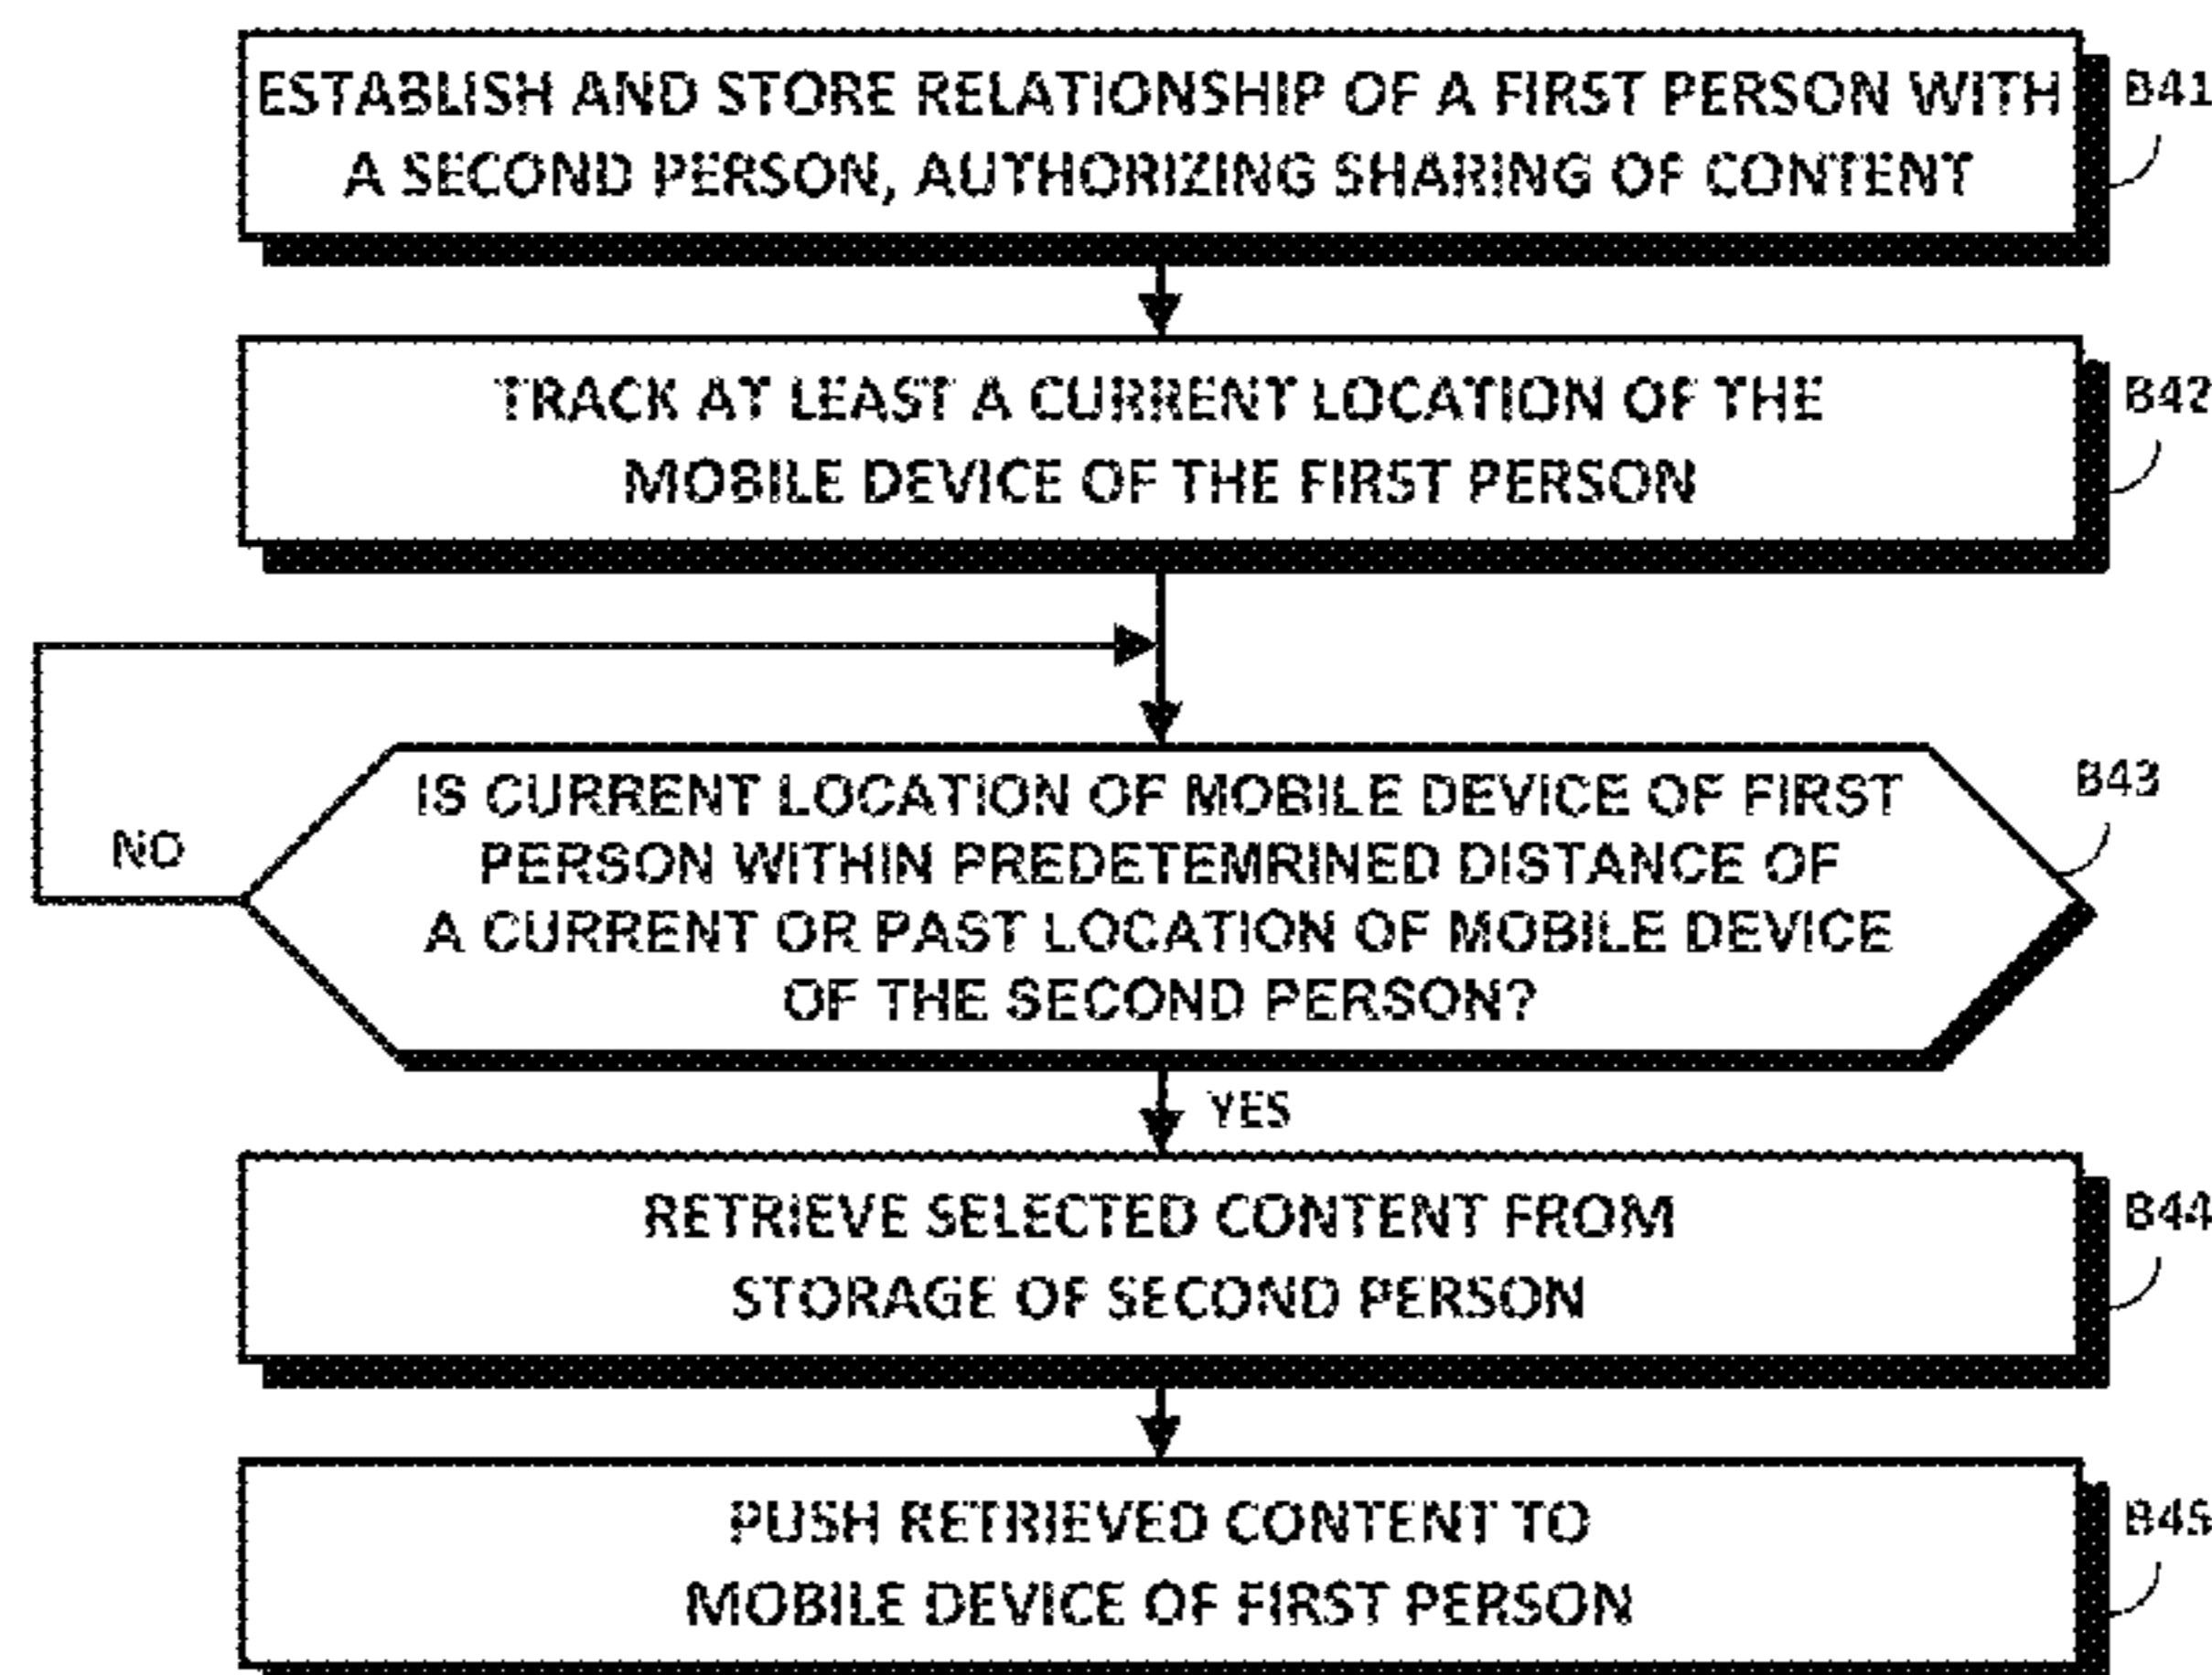 ESTABLISH AND STORE RELATIONSHIP OF A FIRST PERSON WITH
A SECOND PERSON, AUTHORIZING SHARING OF CONTENT
B41
TRACK AT LEAST A CURRENT LOCATION OF THE
MOBILE DEVICE OF THE FIRST PERSON
B42
IS CURRENT LOCATION OF MOBILE DEVICE OF FIRST
PERSON WITHIN PREDETEMRINED DISTANCE OF
A CURRENT OR PAST LOCATION OF MOBILE DEVICE
OF THE SECOND PERSON?
B43
NO
YES
RETRIEVE SELECTED CONTENT FROM
STORAGE OF SECOND PERSON
B44
PUSH RETRIEVED CONTENT TO
MOBILE DEVICE OF FIRST PERSON
B45